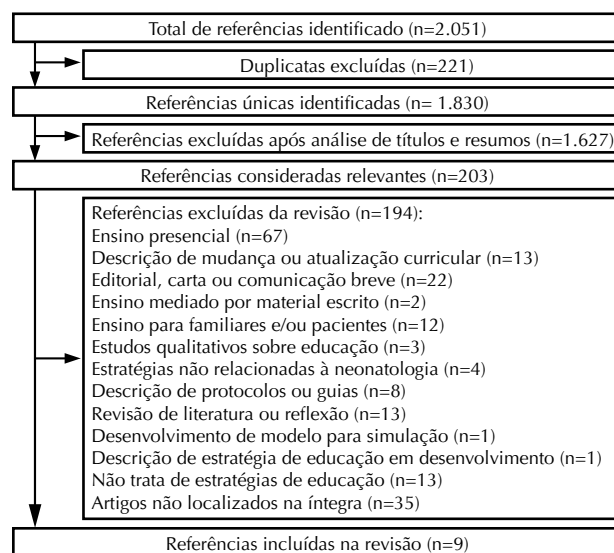 Total de referências identificado (n=2.051)
Duplicatas excluídas (n=221)
Referências únicas identificadas (n= 1.830)
Referências excluídas após análise de títulos e resumos (n=1.627)
Referências consideradas relevantes (n=203)
Referências excluídas da revisão (n=194):
Ensino presencial (n=67)
Descrição de mudança ou atualização curricular (n=13)
Editorial, carta ou comunicação breve (n=22)
Ensino mediado por material escrito (n=2)
Ensino para familiares e/ou pacientes (n=12)
Estudos qualitativos sobre educação (n=3)
Estratégias não relacionadas à neonatologia (n=4)
Descrição de protocolos ou guias (n=8)
Revisão de literatura ou reflexão (n=13)
Desenvolvimento de modelo para simulação (n=1)
Descrição de estratégia de educação em desenvolvimento (n=1)
Não trata de estratégias de educação (n=13)
Artigos não localizados na íntegra (n=35)
Referências incluídas na revisão (n=9)